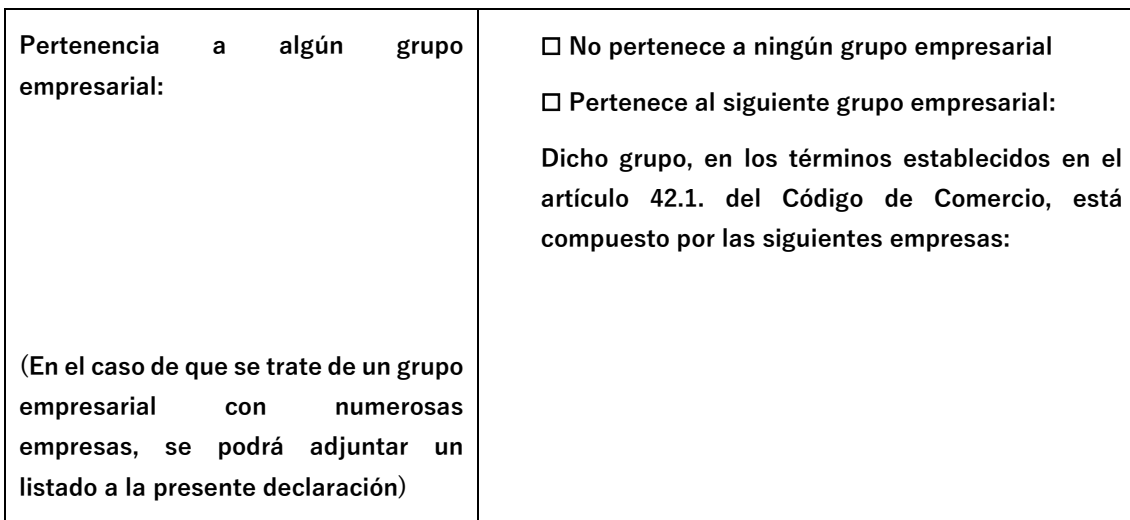 Pertenencia a algún grupo
empresarial:
(En el caso de que se trate de un grupo
empresarial con numerosas
empresas, se podrá adjuntar un
listado a la presente declaración)
☐ No pertenece a ningún grupo empresarial
☐ Pertenece al siguiente grupo empresarial:
Dicho grupo, en los términos establecidos en el
artículo 42.1. del Código de Comercio, está
compuesto por las siguientes empresas: